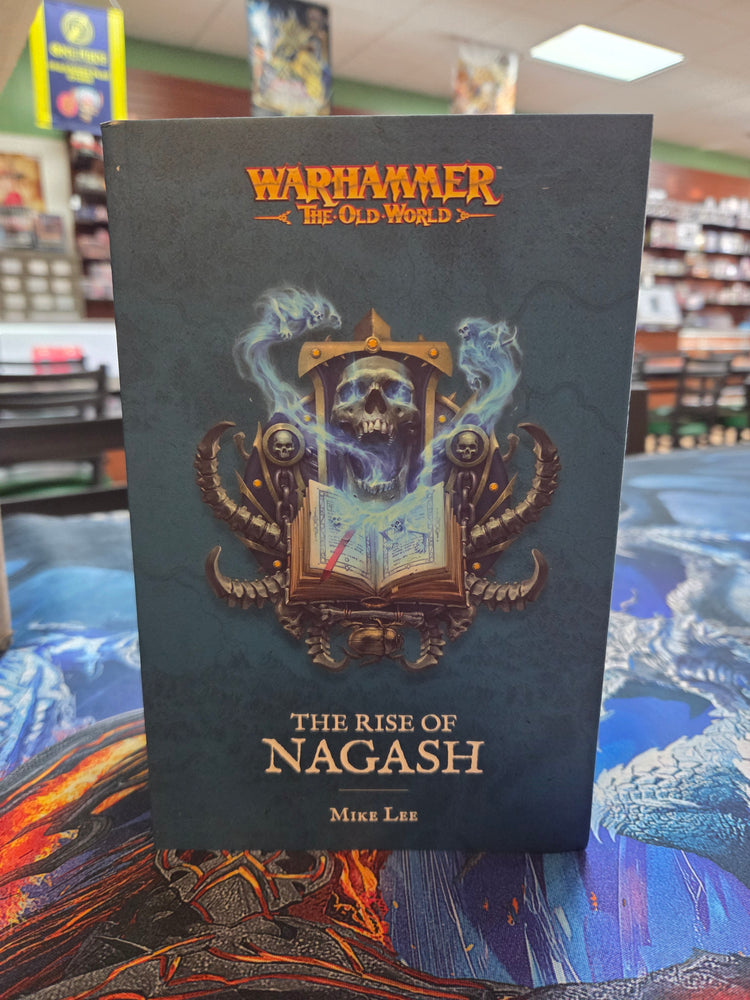 WARHAMMER
THE OLD WORLD
THE RISE OF
NAGASH
MIKE LEE